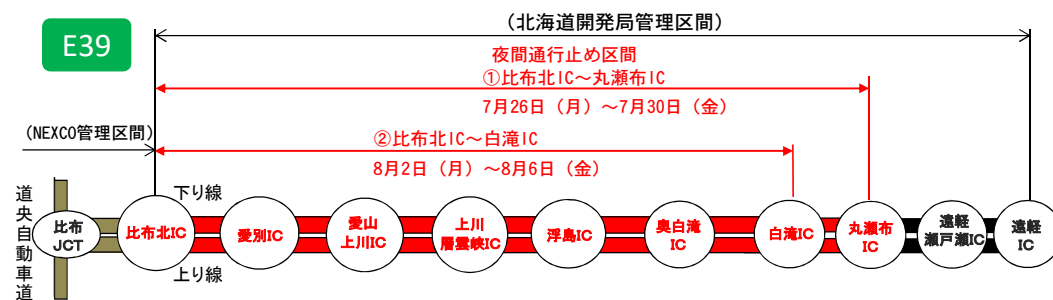 E39
(北海道開発局管理区間)
夜間通行止め区間
①比布北IC～丸瀬布IC
7月26日(月)～7月30日(金)
(NEXCO管理区間)
②比布北IC～白滝IC
8月2日(月)～8月6日(金)
道央自動車道
下り線
比布
JCT
比布北IC
愛別IC
愛山
上川IC
上川
層雲峡IC
浮島IC
奥白滝
IC
白滝IC
丸瀬布
IC
遠軽
瀬戸瀬IC
遠軽
IC
上り線